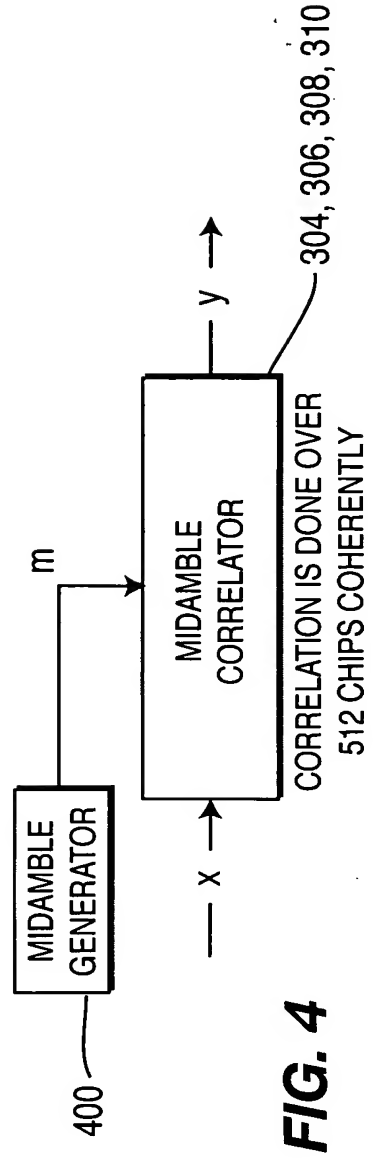 400
MIDAMBLE
GENERATOR
m
x
MIDAMBLE
CORRELATOR
y
304, 306, 308, 310
CORRELATION IS DONE OVER
512 CHIPS COHERENTLY
FIG. 4